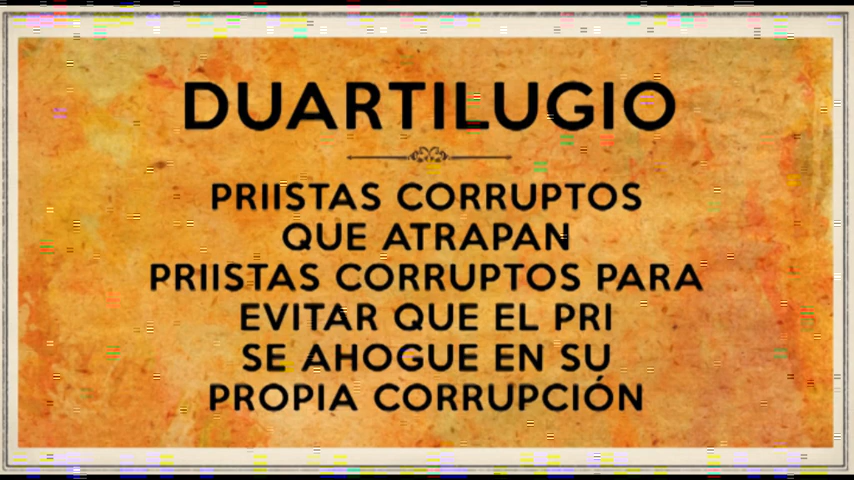 DUARTILUGIO
PRIISTAS CORRUPTOS
QUE ATRAPAN
PRIISTAS CORRUPTOS PARA
EVITAR QUE EL PRI
SE AHOGUE EN SU
PROPIA CORRUPCIÓN